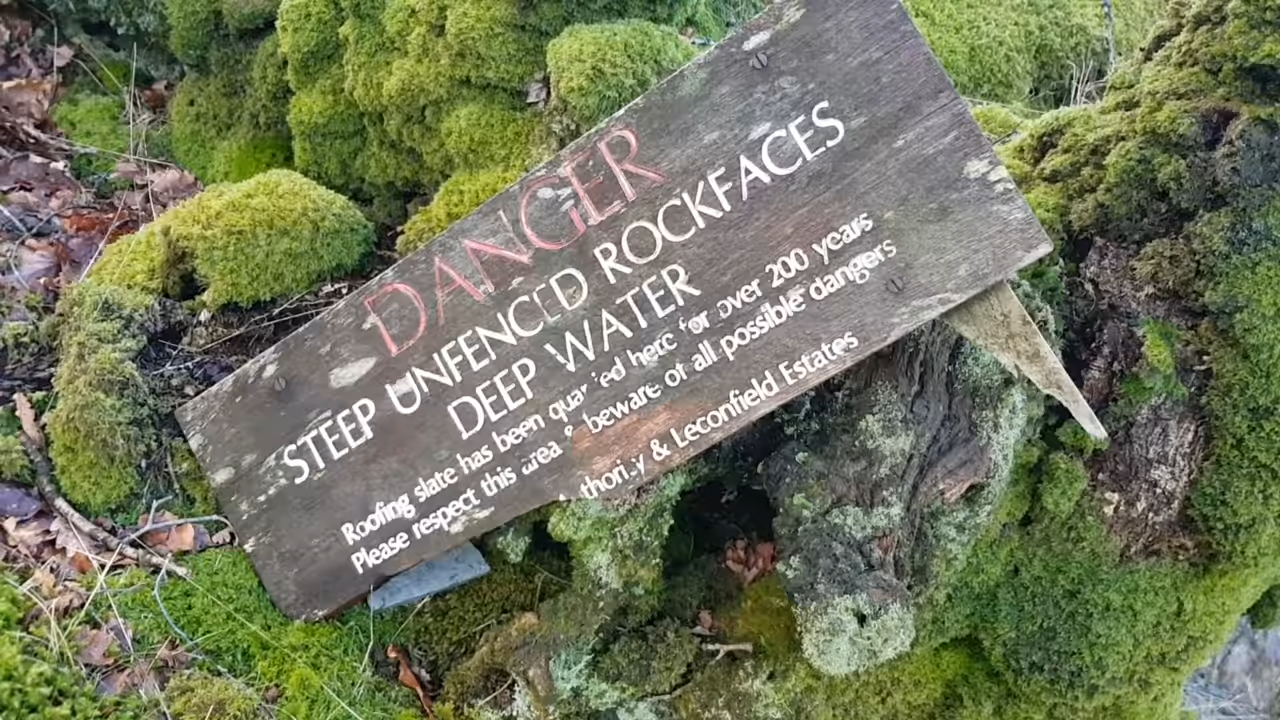 DANGER
STEEP UNFENCED ROCKFACES
DEEP WATER
Roofing slate has been quarried here for over 200 years
Please respect this area & beware of all possible dangers
& Leconfield Estates